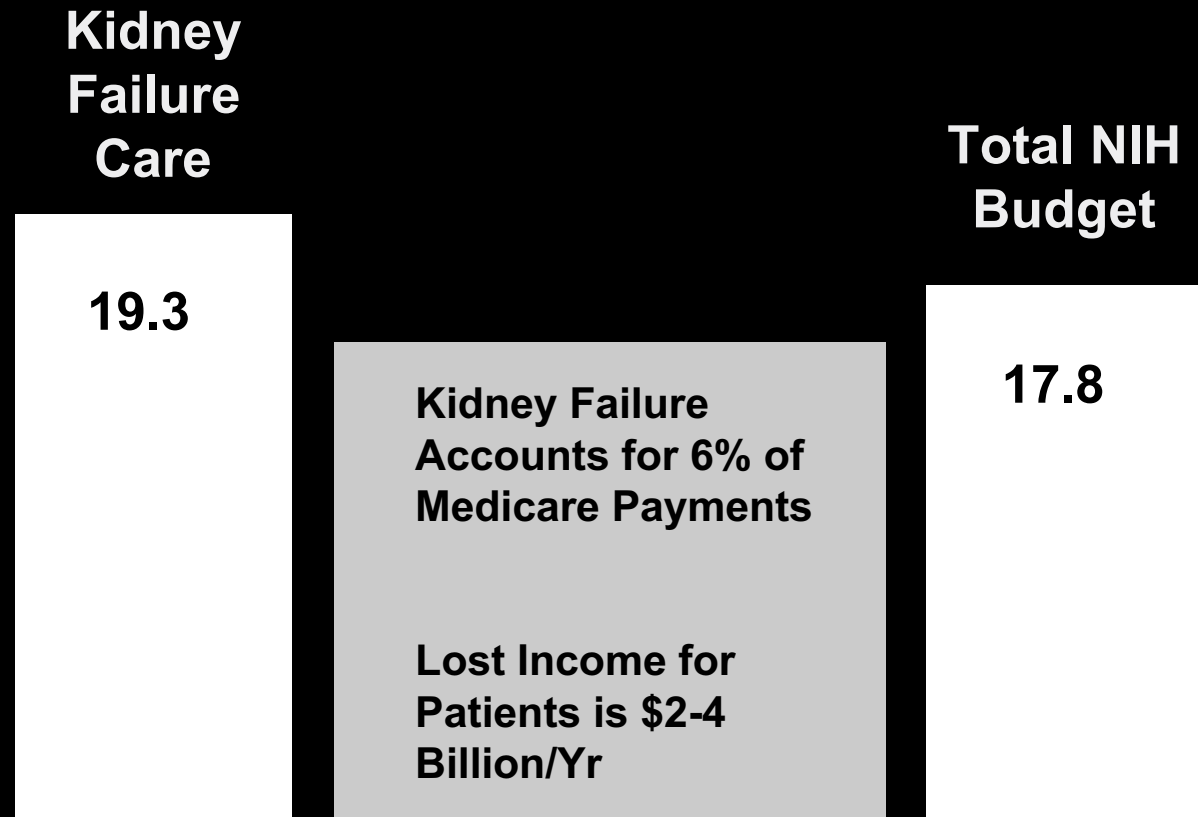 Kidney
Failure
Care
19.3
Kidney Failure
Accounts for 6% of
Medicare Payments
Lost Income for
Patients is $2-4
Billion/Yr
Total NIH
Budget
17.8